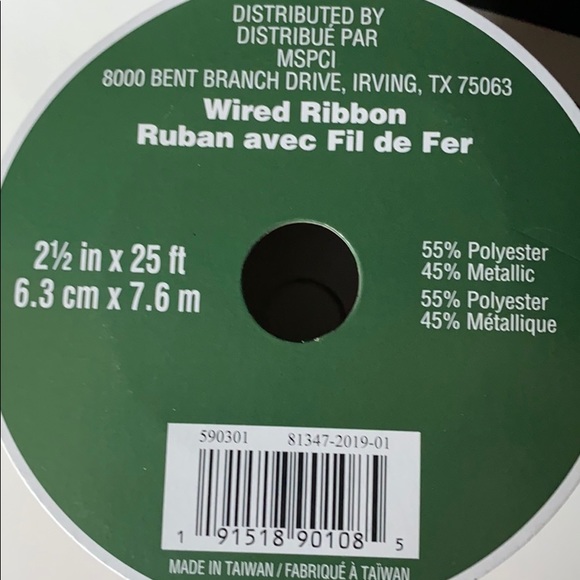 DISTRIBUTED BY
DISTRIBUÉ PAR
MSPCI
8000 BENT BRANCH DRIVE, IRVING, TX 75063
Wired Ribbon
Ruban avec Fil de Fer
2½ in x 25 ft
6.3 cm x 7.6 m
55% Polyester
45% Metallic
55% Polyester
45% Métallique
590301 81347-2019-01
1 91518 90108 5
MADE IN TAIWAN / FABRIQUÉ À TAÏWAN